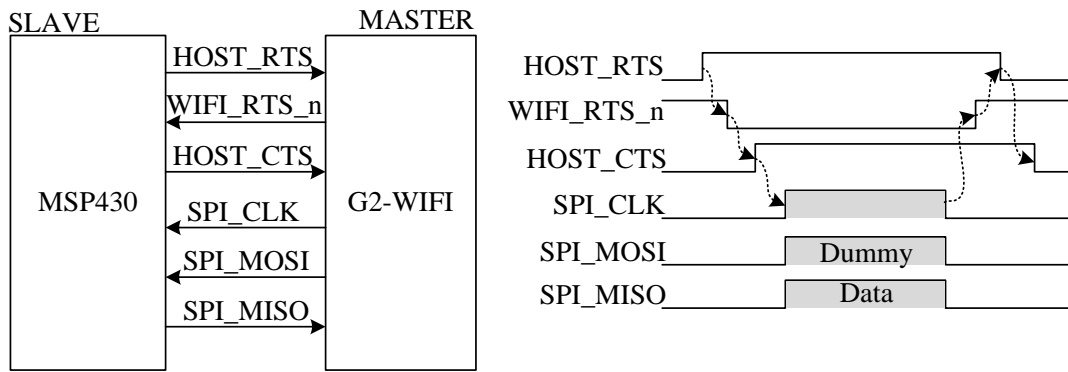 SLAVE
MASTER
HOST_RTS
WIFI_RTS_n
HOST_CTS
MSP430
G2-WIFI
SPI_CLK
SPI_MOSI
SPI_MISO
HOST_RTS
WIFI_RTS_n
HOST_CTS
SPI_CLK
SPI_MOSI
Dummy
SPI_MISO
Data